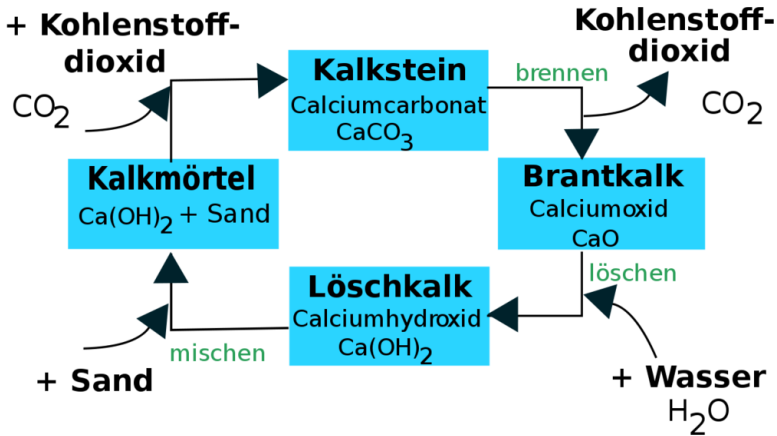 + Kohlenstoff-
dioxid
CO2
Kalkstein
Calciumcarbonat
CaCO3
brennen
Kohlenstoff-
dioxid
CO2
Kalkmörtel
Ca(OH)2 + Sand
Brantkalk
Calciumoxid
CaO
löschen
Löschkalk
Calciumhydroxid
Ca(OH)2
mischen
+ Sand
+ Wasser
H2O